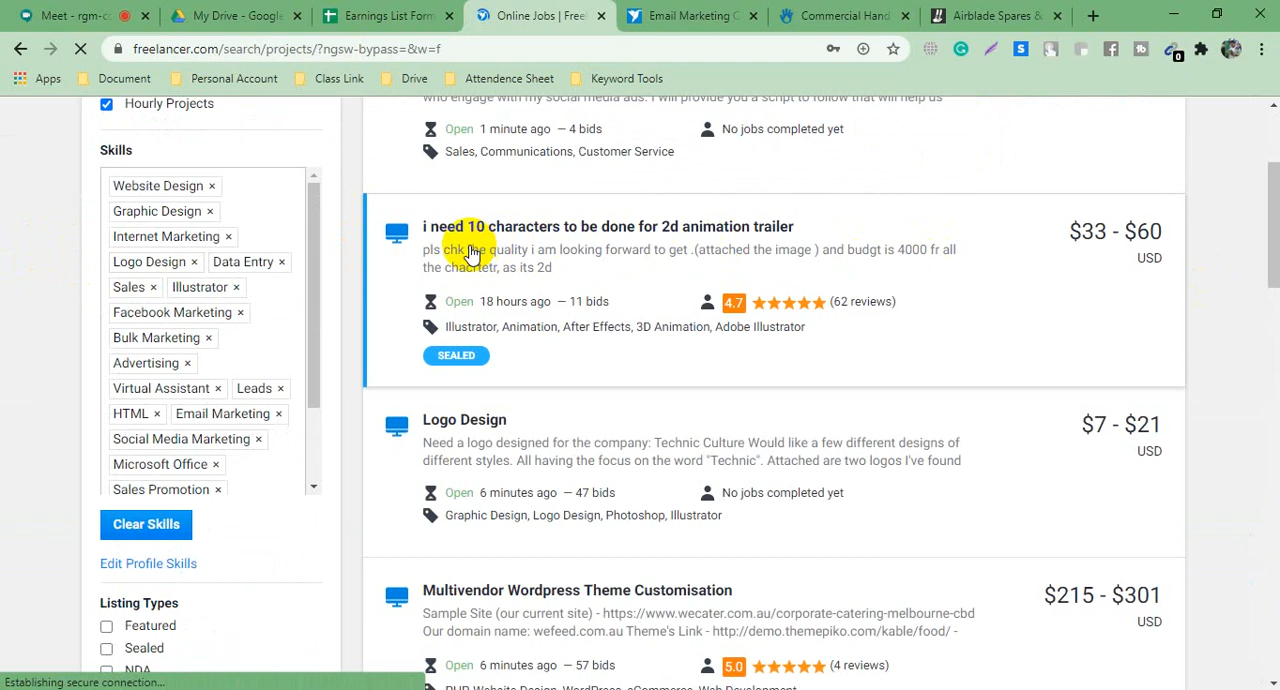 Meet - rgm-c
My Drive - Google
Earnings List Form
Online Jobs | Free
Email Marketing C
Commercial Hand
Airblade Spares &
freelancer.com/search/projects/?ngsw-bypass=&w=f
Apps
Document
Personal Account
Class Link
Drive
Attendence Sheet
Keyword Tools
Hourly Projects
Skills
Website Design ×
Graphic Design ×
Internet Marketing ×
Logo Design × Data Entry ×
Sales × Illustrator ×
Facebook Marketing ×
Bulk Marketing ×
Advertising ×
Virtual Assistant × Leads ×
HTML × Email Marketing ×
Social Media Marketing ×
Microsoft Office ×
Sales Promotion ×
Clear Skills
Edit Profile Skills
Listing Types
Featured
Sealed
NDA
who engage with my social media ads. I will provide you a script to follow that will help us
Open 1 minute ago – 4 bids
No jobs completed yet
Sales, Communications, Customer Service
i need 10 characters to be done for 2d animation trailer
$33 - $60
USD
pls chk the quality i am looking forward to get .(attached the image ) and budgt is 4000 fr all
the chacrtetr, as its 2d
Open 18 hours ago – 11 bids
4.7 (62 reviews)
Illustrator, Animation, After Effects, 3D Animation, Adobe Illustrator
SEALED
Logo Design
$7 - $21
USD
Need a logo designed for the company: Technic Culture Would like a few different designs of
different styles. All having the focus on the word "Technic". Attached are two logos I've found
Open 6 minutes ago – 47 bids
No jobs completed yet
Graphic Design, Logo Design, Photoshop, Illustrator
Multivendor Wordpress Theme Customisation
$215 - $301
USD
Sample Site (our current site) - https://www.wecater.com.au/corporate-catering-melbourne-cbd
Our domain name: wefeed.com.au Theme's Link - http://demo.themepiko.com/kable/food/ -
Open 6 minutes ago – 57 bids
5.0 (4 reviews)
PHP, Website Design, WordPress, eCommerce, Web Development
Establishing secure connection...